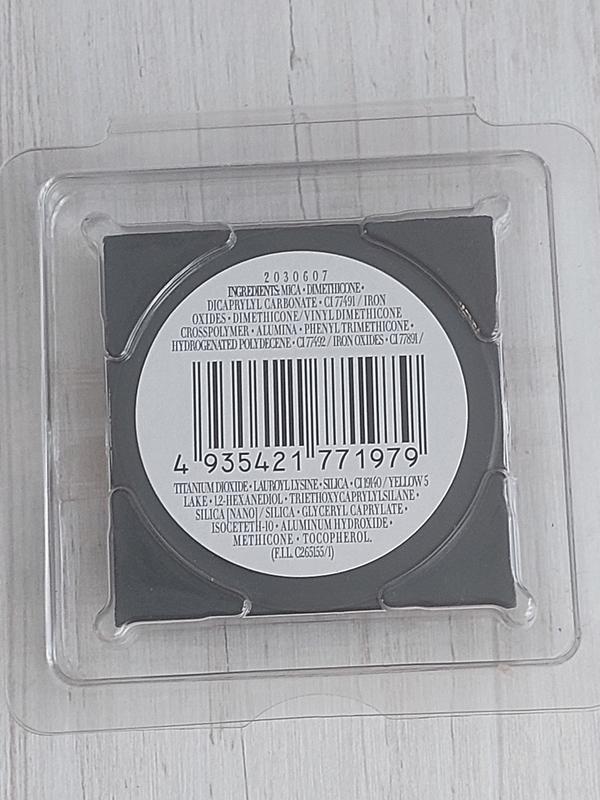 2030607
INGREDIENTS: MICA • DIMETHICONE •
DICAPRYLYL CARBONATE • CI 77491 / IRON
OXIDES • DIMETHICONE/VINYL DIMETHICONE
CROSSPOLYMER • ALUMINA • PHENYL TRIMETHICONE •
HYDROGENATED POLYDECENE • CI 77492 / IRON OXIDES • CI 77891 /
4 935421 771979
TITANIUM DIOXIDE • LAUROYL LYSINE • SILICA • CI 19140 / YELLOW 5
LAKE • 1,2-HEXANEDIOL • TRIETHOXYCAPRYLYLSILANE •
SILICA [NANO] / SILICA • GLYCERYL CAPRYLATE •
ISOCETETH-10 • ALUMINUM HYDROXIDE •
METHICONE • TOCOPHEROL.
(F.I.L. C265155/1)